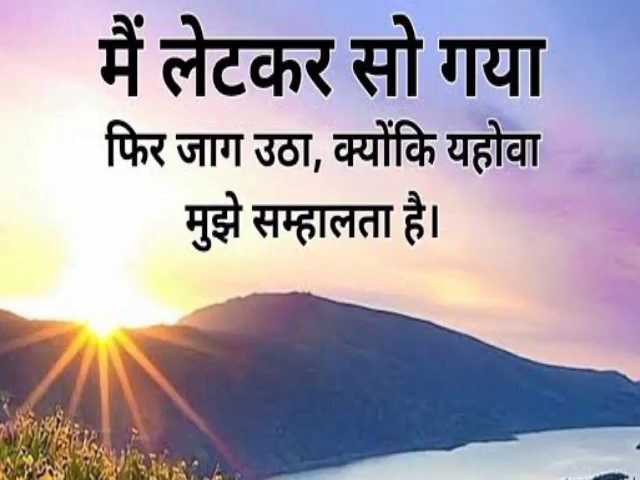 मैं लेटकर सो गया
फिर जाग उठा, क्योंकि यहोवा
मुझे सम्हालता है।